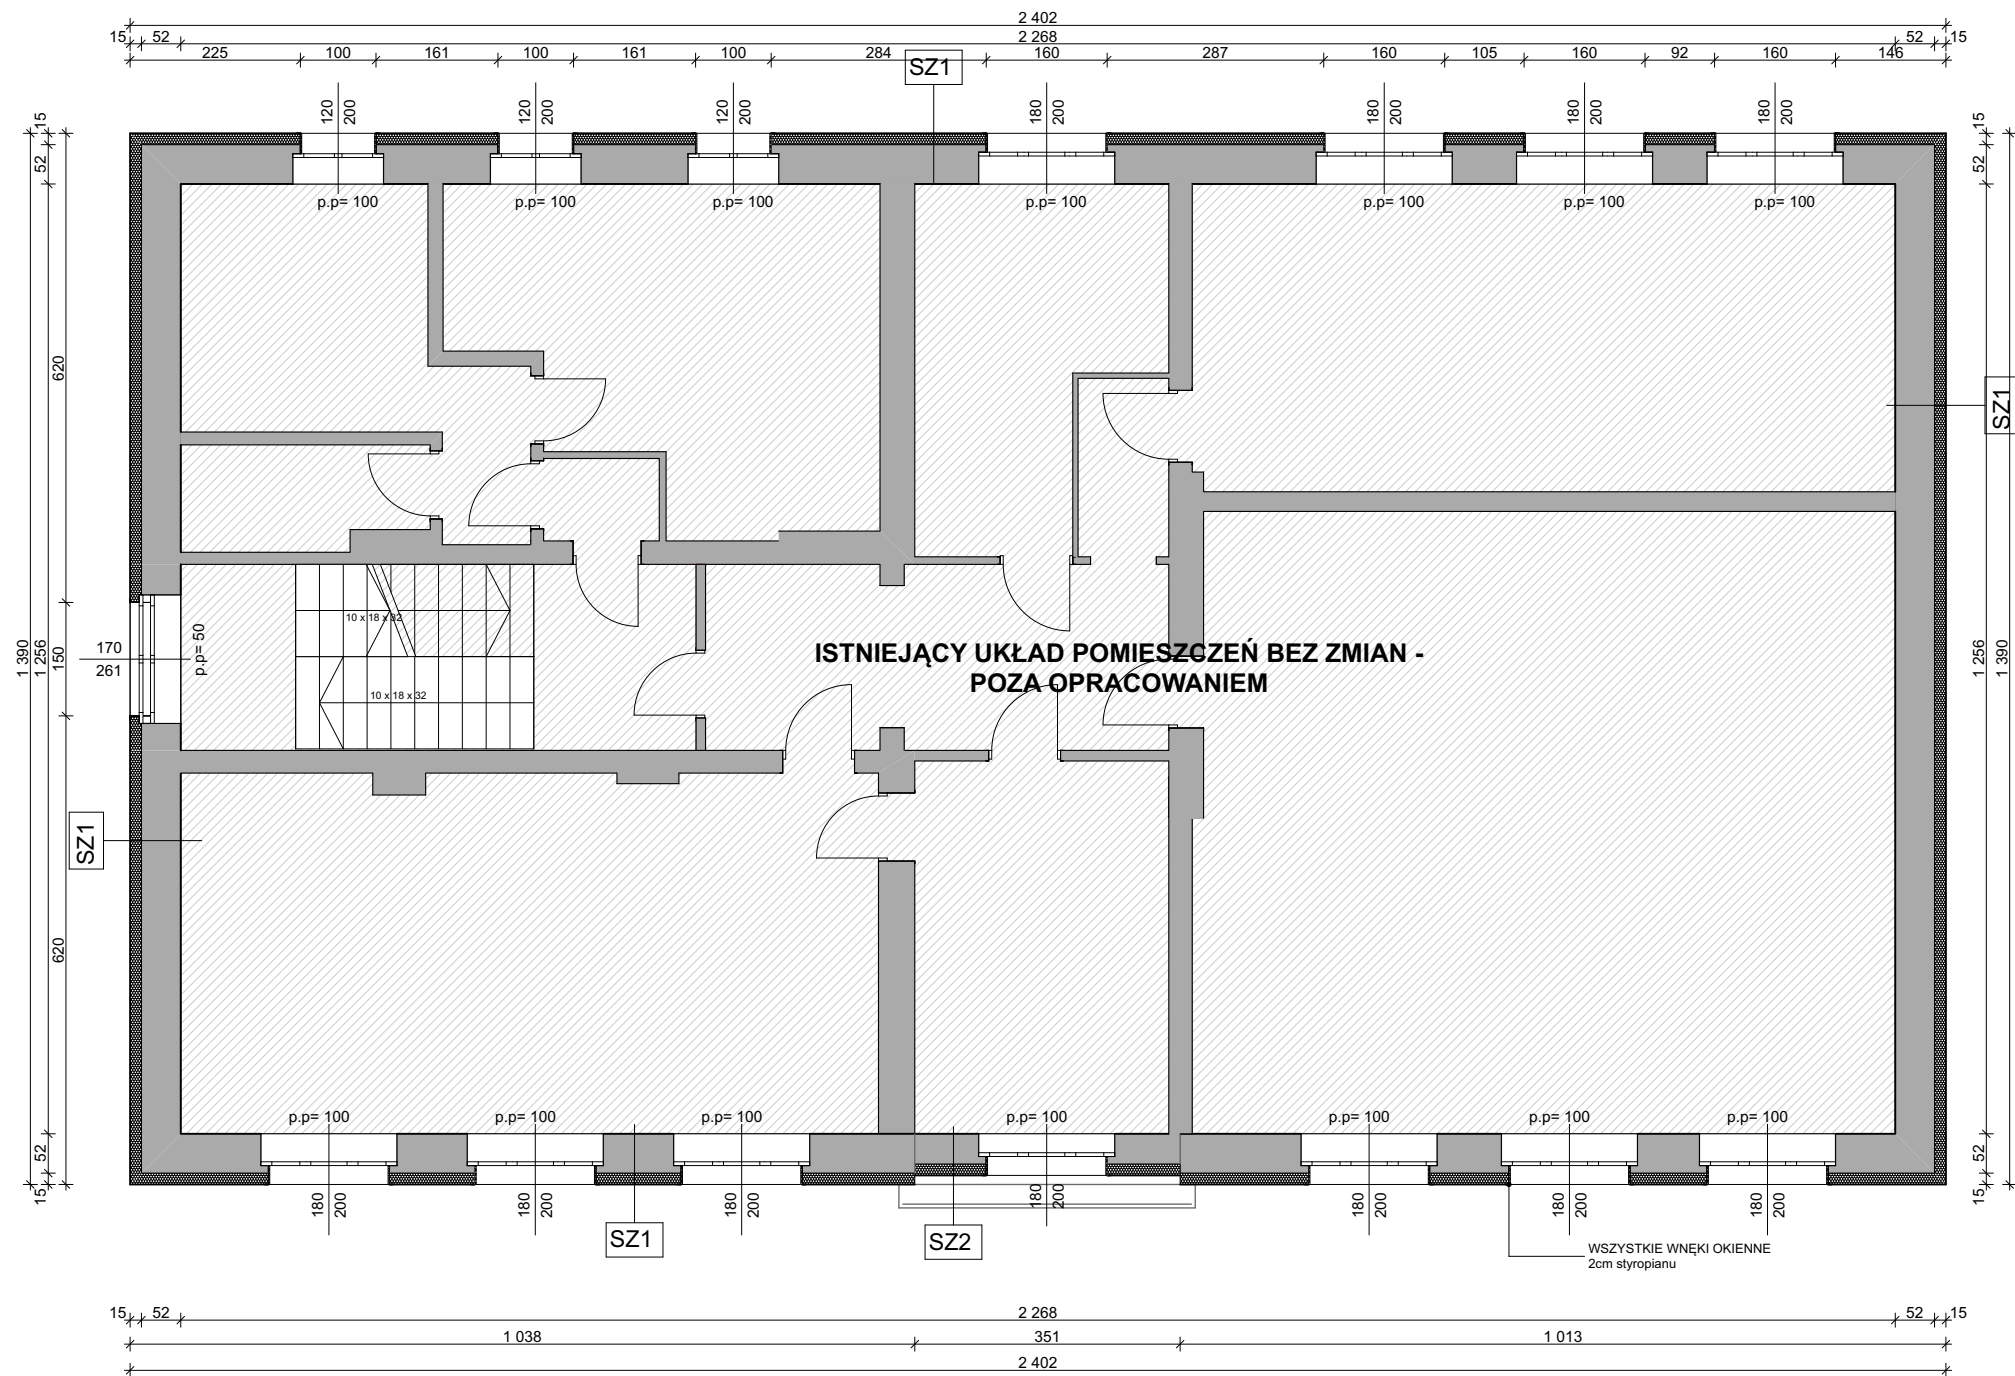 2 402
15 52 2 268 52 15
225 100 161 100 161 100 284 160 287 160 105 160 92 160 146
SZ1
120 200 120 200 120 200 180 200 180 200 180 200 180 200
p.p= 100 p.p= 100 p.p= 100 p.p= 100 p.p= 100 p.p= 100 p.p= 100
15 15
52 52
620
SZ1
10 x 18 x 32
170
261
p.p= 50
1 390 1 256 150
1 256 1 390
ISTNIEJĄCY UKŁAD POMIESZCZEŃ BEZ ZMIAN -
POZA OPRACOWANIEM
10 x 18 x 32
SZ1
620
p.p= 100 p.p= 100 p.p= 100 p.p= 100 p.p= 100 p.p= 100 p.p= 100
52 52
15 15
180 200 180 200 180 200 180 200 180 200 180 200 180 200
SZ1
SZ2
WSZYSTKIE WNĘKI OKIENNE
2cm styropianu
15 52 2 268 52 15
1 038 351 1 013
2 402